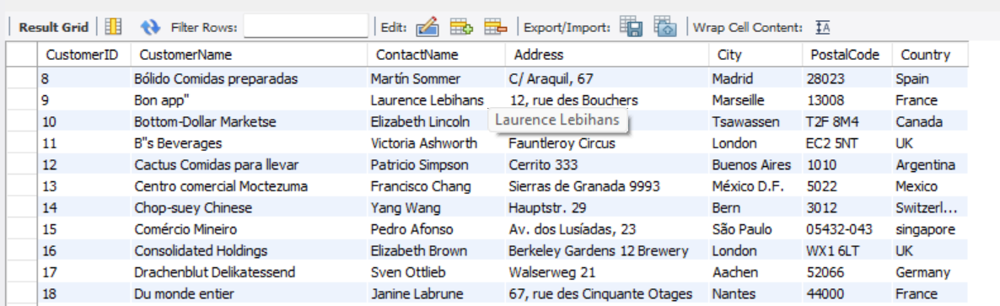 Result Grid Filter Rows: Edit: Export/Import: Wrap Cell Content: IA
CustomerID CustomerName ContactName Address City PostalCode Country
8 Bólido Comidas preparadas Martín Sommer C/ Araquil, 67 Madrid 28023 Spain
9 Bon app" Laurence Lebihans 12, rue des Bouchers Marseille 13008 France
10 Bottom-Dollar Marketse Elizabeth Lincoln Laurence Lebihans Tsawassen T2F 8M4 Canada
11 B"s Beverages Victoria Ashworth Fauntleroy Circus London EC2 5NT UK
12 Cactus Comidas para llevar Patricio Simpson Cerrito 333 Buenos Aires 1010 Argentina
13 Centro comercial Moctezuma Francisco Chang Sierras de Granada 9993 México D.F. 5022 Mexico
14 Chop-suey Chinese Yang Wang Hauptstr. 29 Bern 3012 Switzerl...
15 Comércio Mineiro Pedro Afonso Av. dos Lusíadas, 23 São Paulo 05432-043 singapore
16 Consolidated Holdings Elizabeth Brown Berkeley Gardens 12 Brewery London WX1 6LT UK
17 Drachenblut Delikatessend Sven Ottlieb Walserweg 21 Aachen 52066 Germany
18 Du monde entier Janine Labrune 67, rue des Cinquante Otages Nantes 44000 France